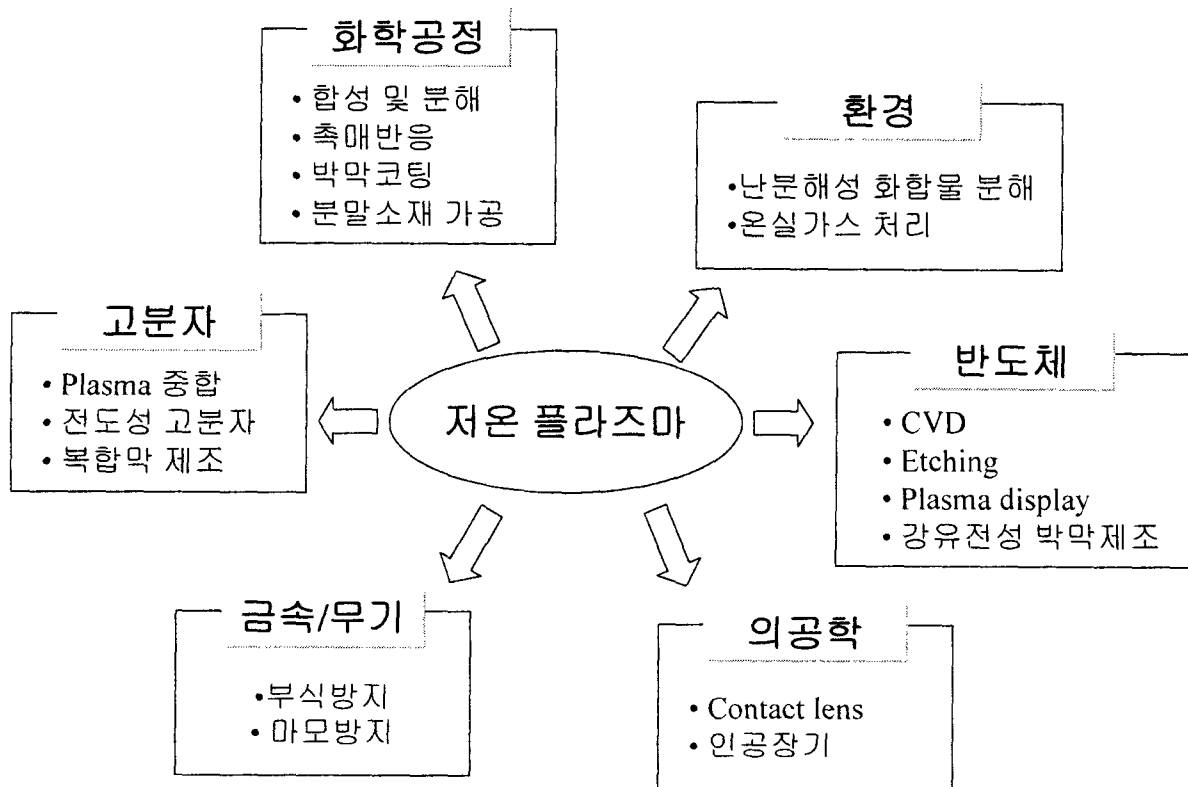 화학공정
• 합성 및 분해
• 촉매반응
• 박막코팅
• 분말소재 가공
환경
•난분해성 화합물 분해
•온실가스 처리
고분자
• Plasma 중합
• 전도성 고분자
• 복합막 제조
저온 플라즈마
반도체
• CVD
• Etching
• Plasma display
• 강유전성 박막제조
금속/무기
•부식방지
• 마모방지
의공학
• Contact lens
• 인공장기